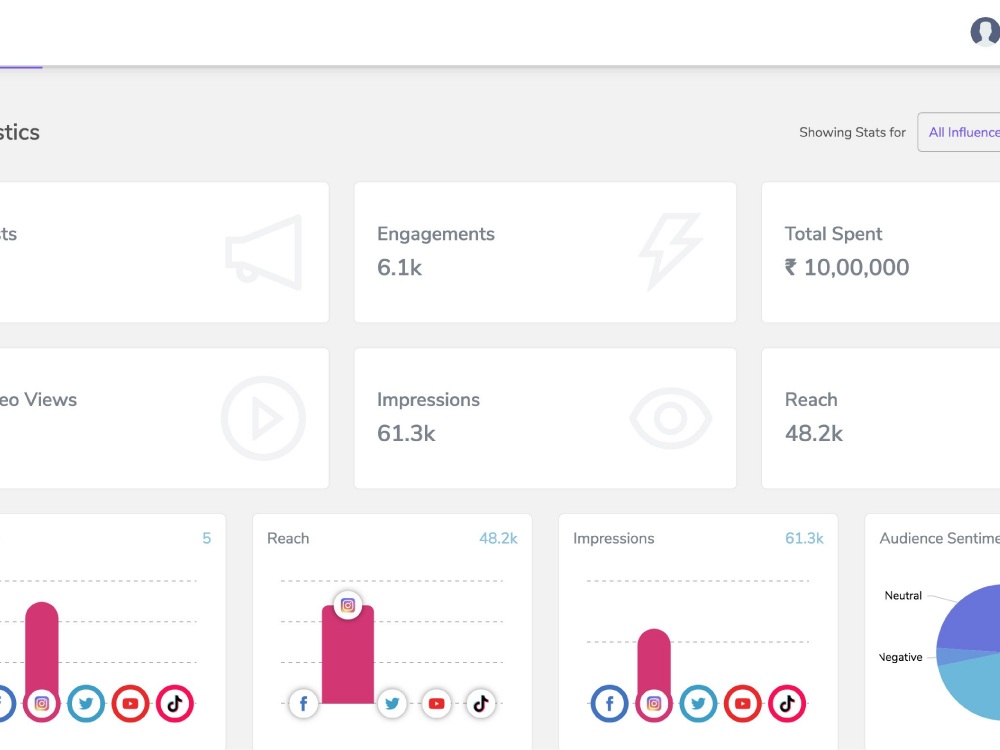 stics
Showing Stats for All Influence
sts
Engagements
6.1k
Total Spent
₹ 10,00,000
eo Views
Impressions
61.3k
Reach
48.2k
5
Reach 48.2k
Impressions 61.3k
Audience Sentime
Neutral
Negative